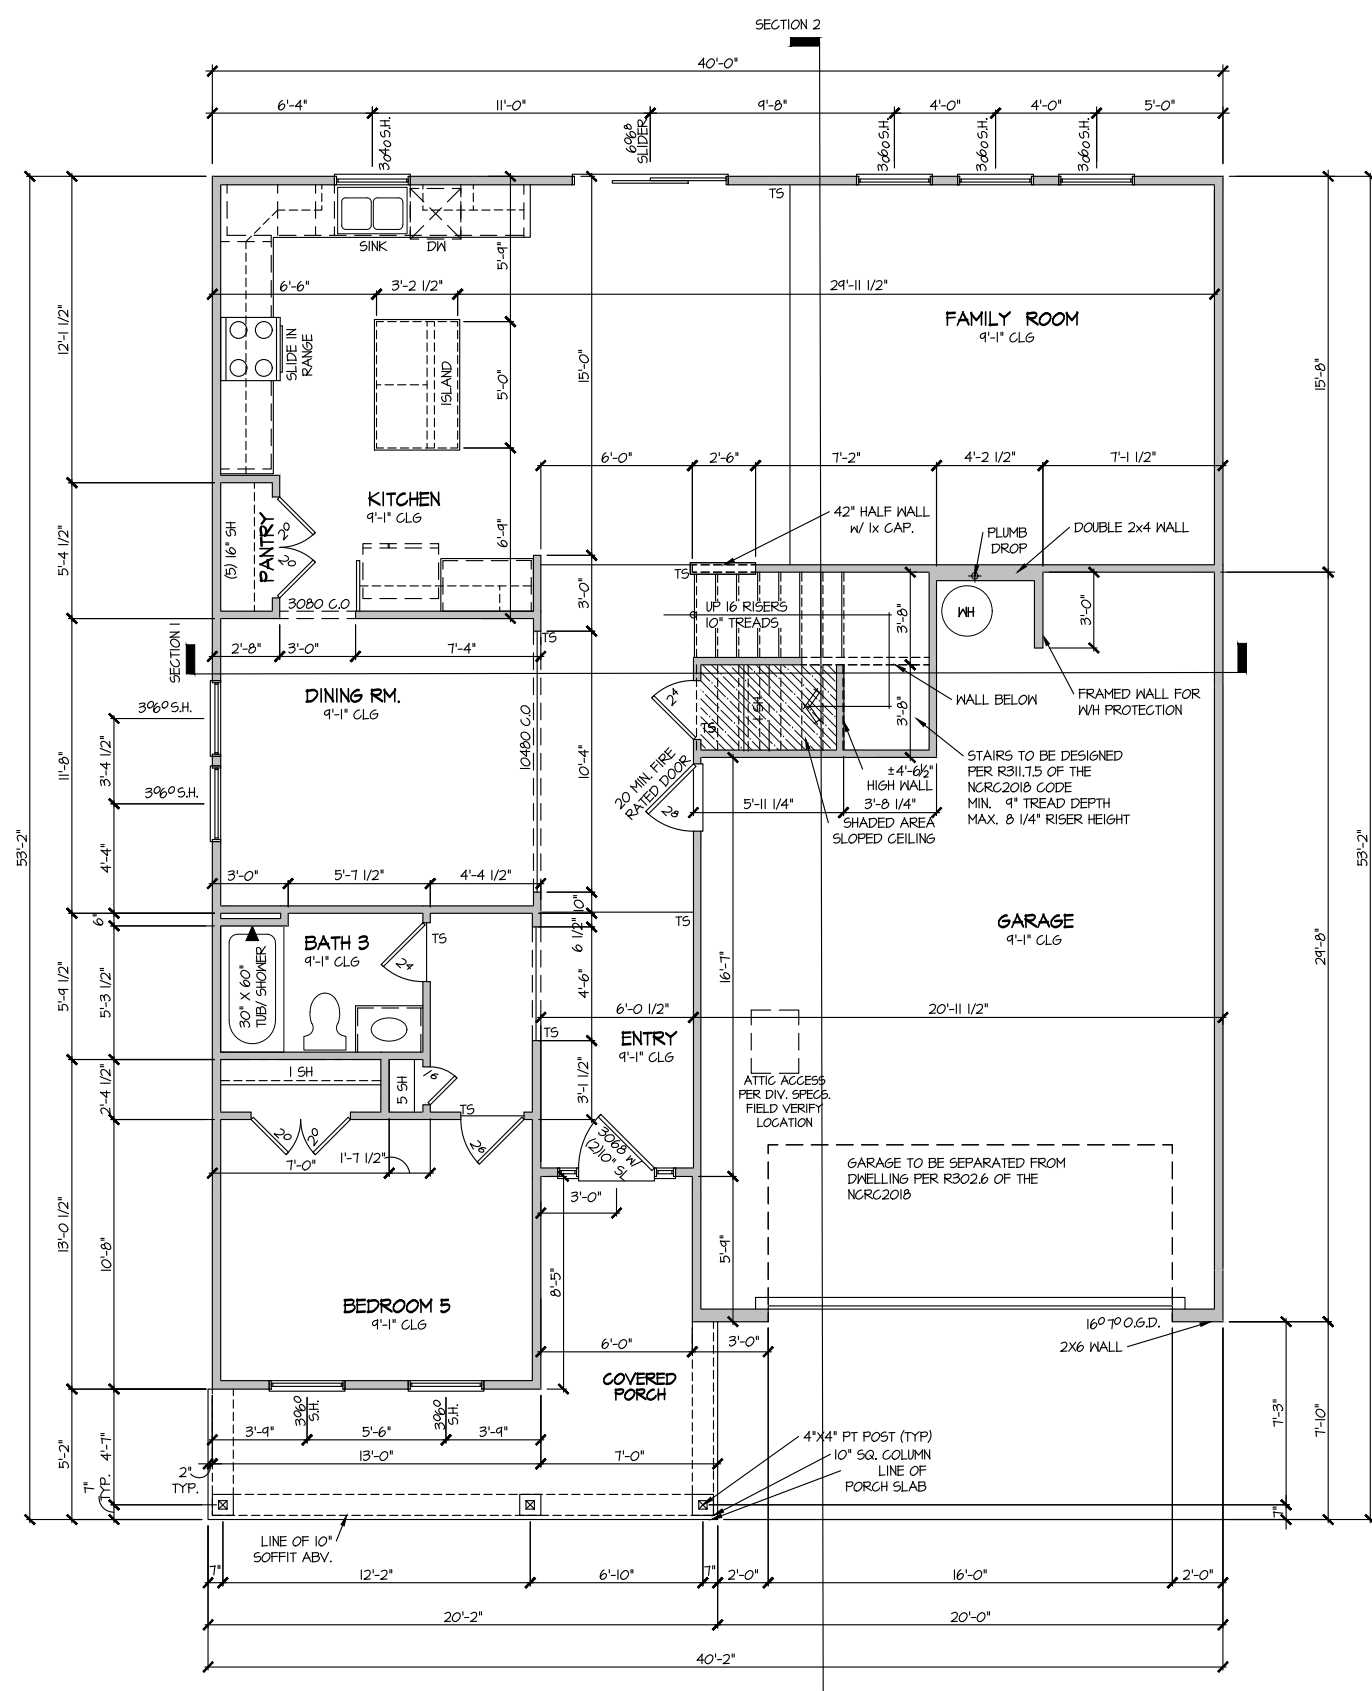 SECTION 2
40'-0"
6'-4"
11'-0"
9'-8"
4'-0"
4'-0"
5'-0"
3040 S.H.
6068
SLIDER
3060 S.H.
3060 S.H.
3060 S.H.
TS
SINK
DW
5'-9"
6'-6"
3'-2 1/2"
29'-11 1/2"
FAMILY ROOM
9'-1" CLG
12'-1 1/2"
SLIDE IN
RANGE
ISLAND
5'-0"
15'-0"
15'-8"
6'-0"
2'-6"
7'-2"
4'-2 1/2"
7'-1 1/2"
KITCHEN
9'-1" CLG
6'-9"
42" HALF WALL
W/ 1x CAP.
PLUMB
DROP
DOUBLE 2x4 WALL
5'-4 1/2"
(5) 16" SH
PANTRY
20
20
3080 C.O
TS
3'-0"
UP 16 RISERS
10" TREADS
3'-8"
WH
3'-0"
SECTION 1
2'-8"
3'-0"
7'-4"
TS
DINING RM.
9'-1" CLG
24
1 SH
TS
3'-8"
WALL BELOW
FRAMED WALL FOR
W/H PROTECTION
3060 S.H.
3'-4 1/2"
3060 S.H.
11'-8"
4'-4"
53'-2"
10480 C.O
10'-4"
20 MIN. FIRE
RATED DOOR
28
±4'-6 1/2"
HIGH WALL
STAIRS TO BE DESIGNED
PER R311.7.5 OF THE
NCRC2018 CODE
MIN. 9" TREAD DEPTH
MAX. 8 1/4" RISER HEIGHT
5'-11 1/4"
3'-8 1/4"
SHADED AREA
SLOPED CEILING
53'-2"
3'-0"
5'-7 1/2"
4'-4 1/2"
10"
6"
TS
GARAGE
9'-1" CLG
29'-8"
BATH 3
9'-1" CLG
TS
24
6 1/2"
4'-6"
16'-7"
5'-9 1/2"
5'-3 1/2"
30" X 60"
TUB/ SHOWER
6'-0 1/2"
20'-11 1/2"
TS
ENTRY
9'-1" CLG
1 SH
5 SH
16
TS
2'-4 1/2"
3'-1 1/2"
ATTIC ACCESS
PER DIV. SPECS.
FIELD VERIFY
LOCATION
20
20
26
3068 W/
(2)10" SL
7'-0"
1'-7 1/2"
GARAGE TO BE SEPARATED FROM
DWELLING PER R302.6 OF THE
NCRC2018
3'-0"
13'-0 1/2"
10'-8"
8'-5"
5'-9"
BEDROOM 5
9'-1" CLG
16070 O.G.D.
2X6 WALL
6'-0"
3'-0"
COVERED
PORCH
3060
S.H.
3060
S.H.
3'-9"
5'-6"
3'-9"
13'-0"
7'-0"
4"X4" PT POST (TYP)
10" SQ. COLUMN
LINE OF
PORCH SLAB
7'-3"
7'-10"
5'-2"
4'-7"
2"
TYP.
7"
TYP.
7"
LINE OF 10"
SOFFIT ABV.
7"
12'-2"
6'-10"
7"
2'-0"
16'-0"
2'-0"
20'-2"
20'-0"
40'-2"